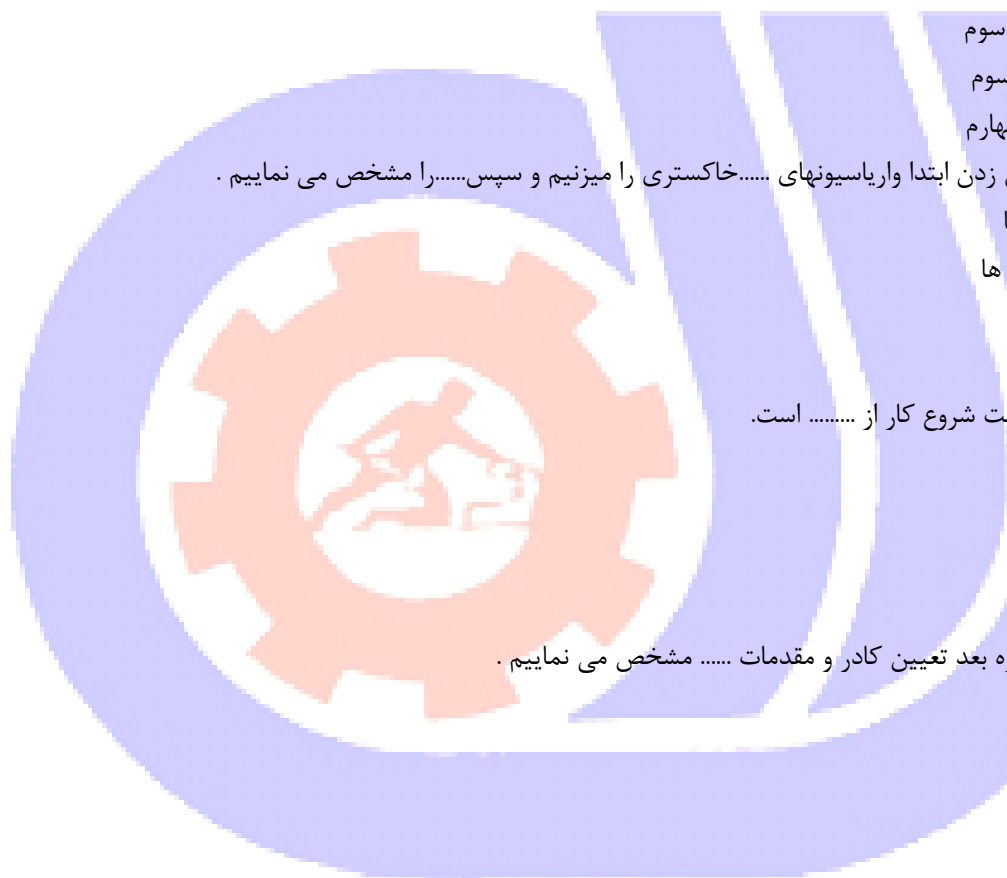 سوم
سوم
زدن ابتدا واریاسیونهای ......خاکستری را میزنیم و سپس......را مشخص می نماییم .
ها
شروع کار از ......... است.
بعد تعیین کادر و مقدمات ...... مشخص می نماییم .